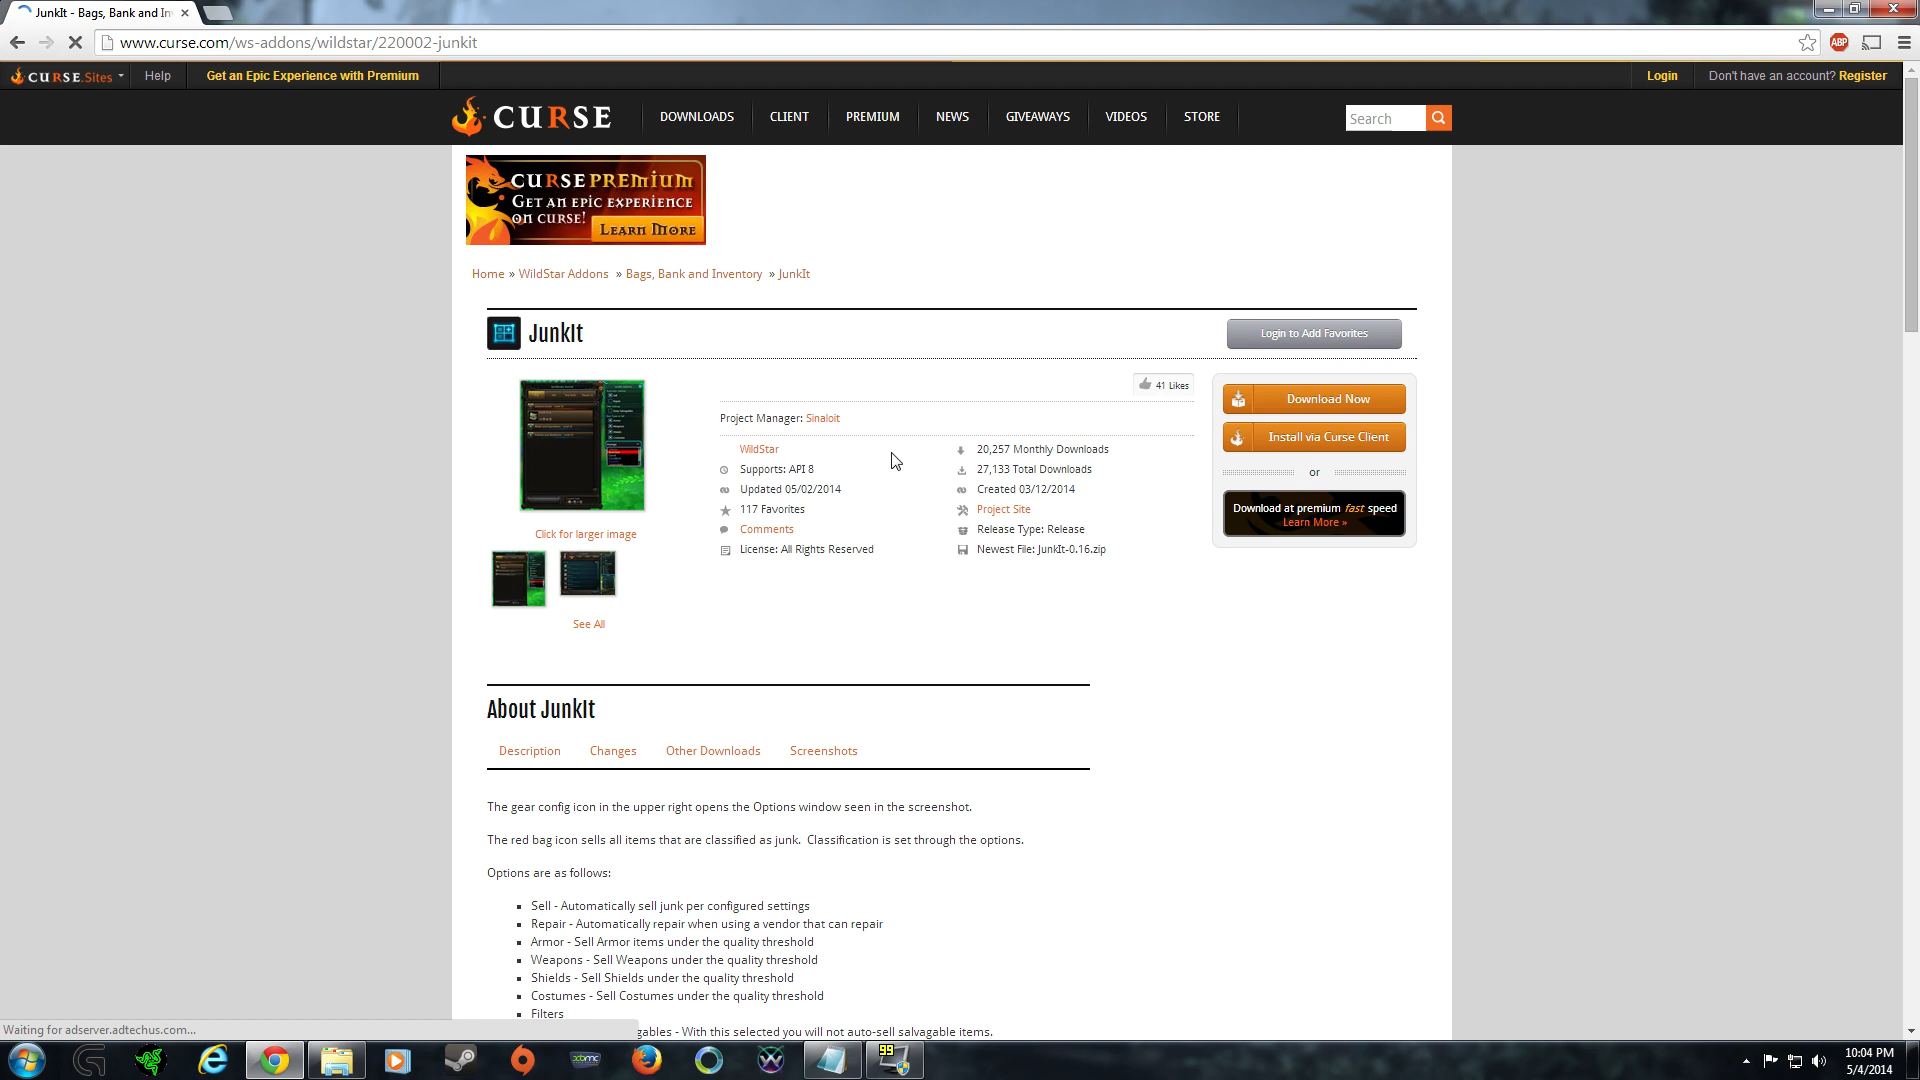 JunkIt - Bags, Bank and In
www.curse.com/ws-addons/wildstar/220002-junkit
ABP
CURSE.Sites
Help
Get an Epic Experience with Premium
Login
Don't have an account? Register
CURSE
DOWNLOADS
CLIENT
PREMIUM
NEWS
GIVEAWAYS
VIDEOS
STORE
Search
CURSE PREMIUM
GET AN EPIC EXPERIENCE
ON CURSE!
LEARN MORE
Home » WildStar Addons » Bags, Bank and Inventory » JunkIt
JunkIt
Login to Add Favorites
41 Likes
Download Now
Project Manager: Sinaloit
Install via Curse Client
WildStar
20,257 Monthly Downloads
Supports: API 8
27,133 Total Downloads
or
Updated 05/02/2014
Created 03/12/2014
117 Favorites
Project Site
Download at premium fast speed
Learn More »
Comments
Release Type: Release
License: All Rights Reserved
Newest File: JunkIt-0.16.zip
Click for larger image
See All
About JunkIt
Description
Changes
Other Downloads
Screenshots
The gear config icon in the upper right opens the Options window seen in the screenshot.
The red bag icon sells all items that are classified as junk. Classification is set through the options.
Options are as follows:
Sell - Automatically sell junk per configured settings
Repair - Automatically repair when using a vendor that can repair
Armor - Sell Armor items under the quality threshold
Weapons - Sell Weapons under the quality threshold
Shields - Sell Shields under the quality threshold
Costumes - Sell Costumes under the quality threshold
Filters
gables - With this selected you will not auto-sell salvagable items.
Waiting for adserver.adtechus.com...
xbmc
99
10:04 PM
5/4/2014